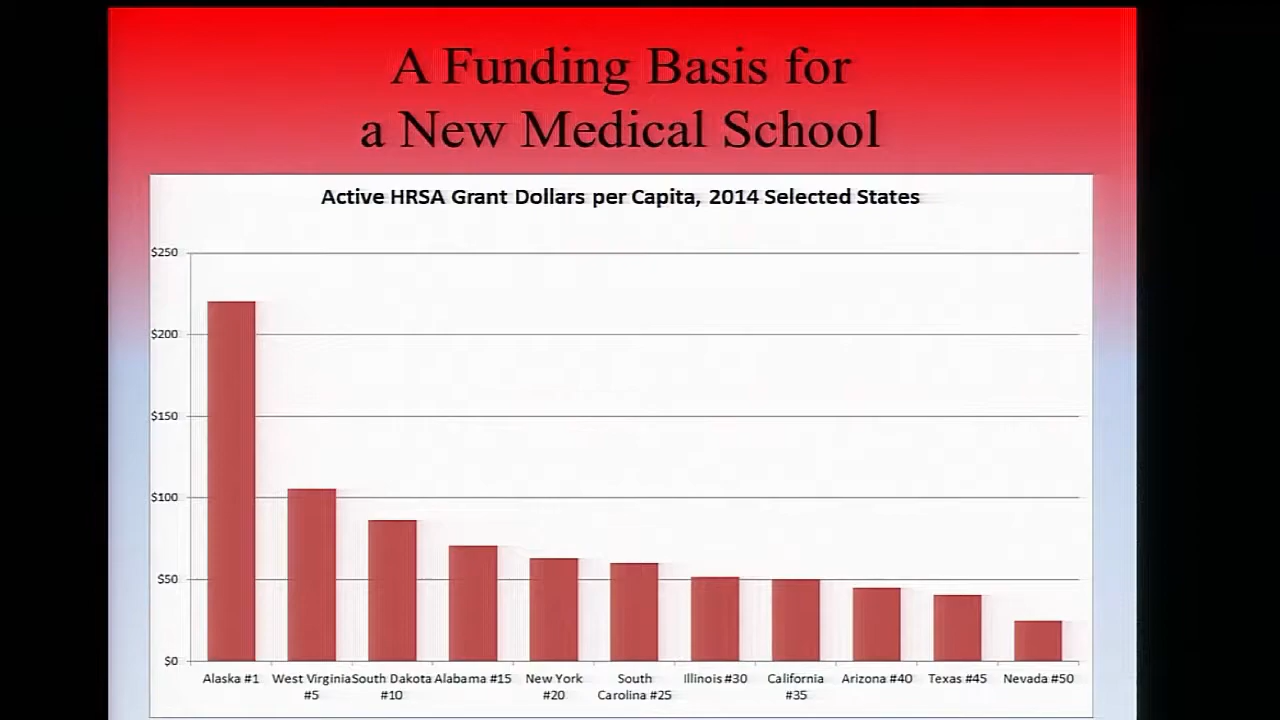 A Funding Basis for
a New Medical School
Active HRSA Grant Dollars per Capita, 2014 Selected States
$250
$200
$150
$100
$50
$0
Alaska #1
West Virginia
#5
South Dakota
#10
Alabama #15
New York
#20
South
Carolina #25
Illinois #30
California
#35
Arizona #40
Texas #45
Nevada #50